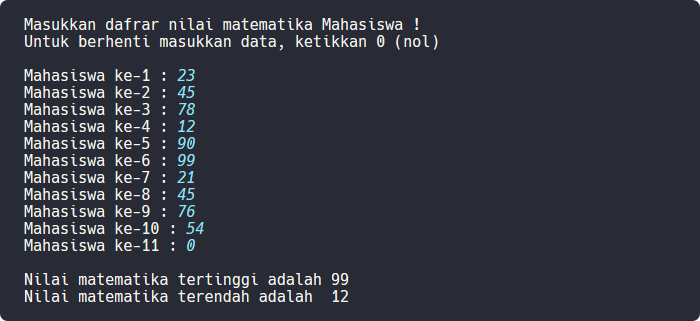 Masukkan dafrar nilai matematika Mahasiswa !
Untuk berhenti masukkan data, ketikkan 0 (nol)
Mahasiswa ke-1 : 23
Mahasiswa ke-2 : 45
Mahasiswa ke-3 : 78
Mahasiswa ke-4 : 12
Mahasiswa ke-5 : 90
Mahasiswa ke-6 : 99
Mahasiswa ke-7 : 21
Mahasiswa ke-8 : 45
Mahasiswa ke-9 : 76
Mahasiswa ke-10 : 54
Mahasiswa ke-11 : 0
Nilai matematika tertinggi adalah 99
Nilai matematika terendah adalah  12